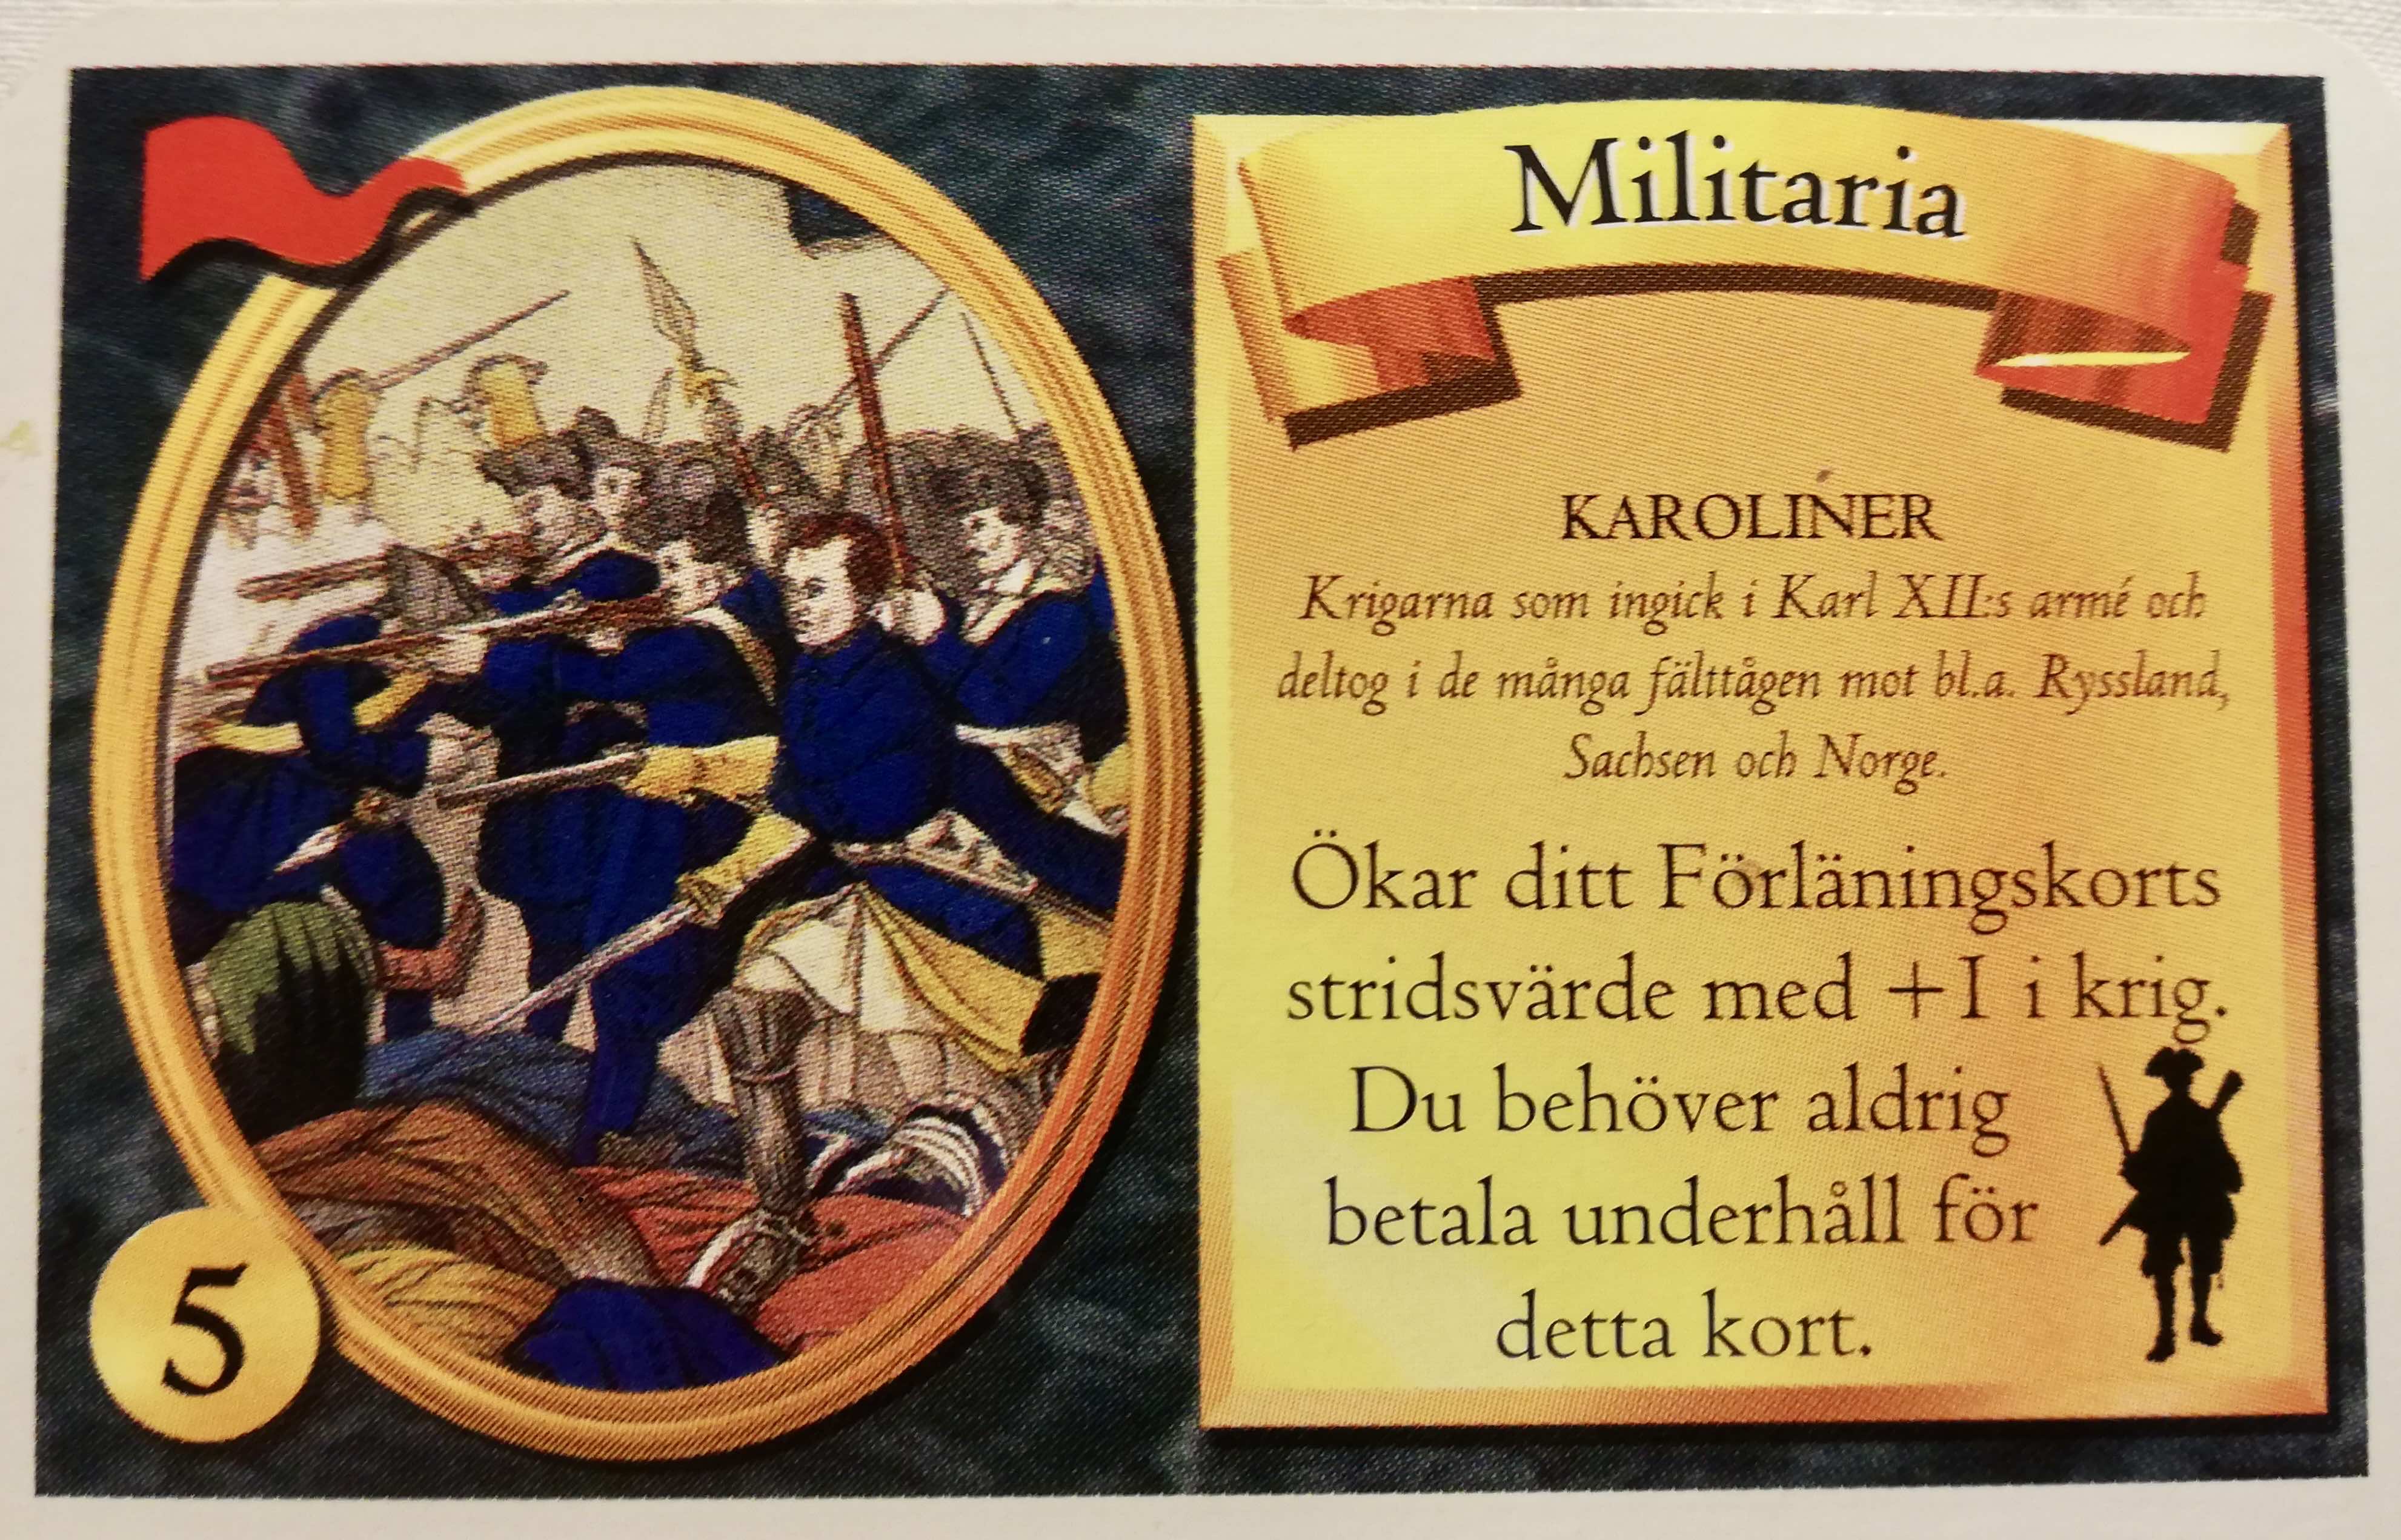 Militaria
KAROLINER
Krigarna som ingick i Karl XII:s armé och
deltog i de många fälttågen mot bl.a. Ryssland,
Sachsen och Norge.
Ökar ditt Förläningskorts
stridsvärde med +1 i krig.
Du behöver aldrig
betala underhåll för
detta kort.
5